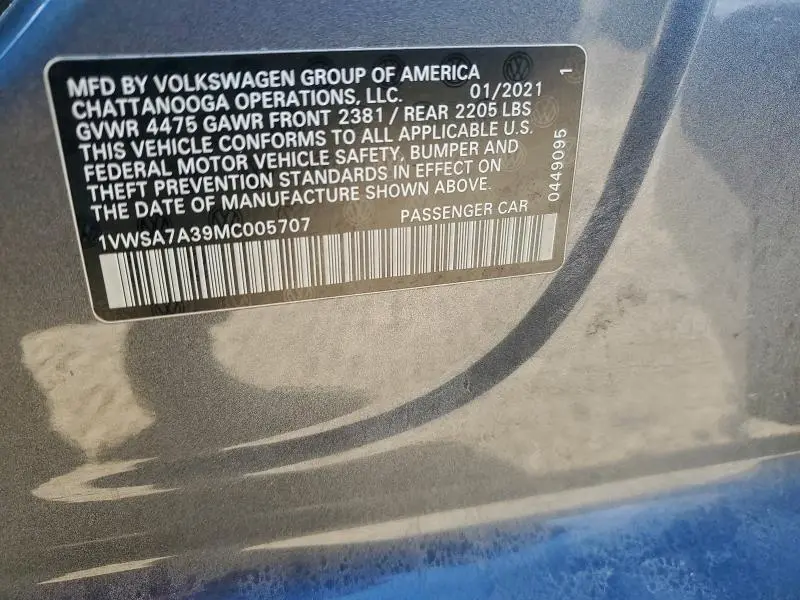 MFD BY VOLKSWAGEN GROUP OF AMERICA
CHATTANOOGA OPERATIONS, LLC. 01/2021
GVWR 4475 GAWR FRONT 2381 / REAR 2205 LBS
THIS VEHICLE CONFORMS TO ALL APPLICABLE U.S.
FEDERAL MOTOR VEHICLE SAFETY, BUMPER AND
THEFT PREVENTION STANDARDS IN EFFECT ON
THE DATE OF MANUFACTURE SHOWN ABOVE.
1VWSA7A39MC005707 PASSENGER CAR
0449095 1